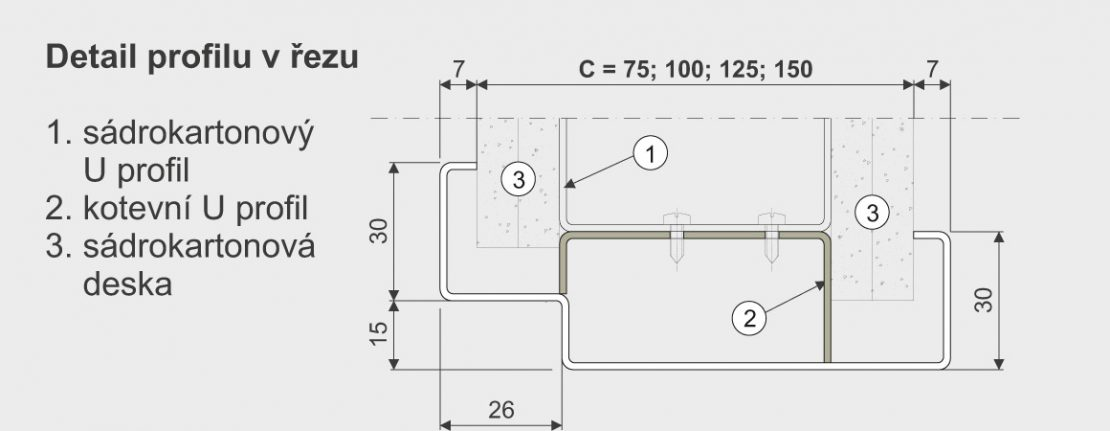 Detail profilu v řezu
1. sádrokartonový
U profil
2. kotevní U profil
3. sádrokartonová
deska
7
C = 75; 100; 125; 150
7
1
3
3
30
2
30
15
26